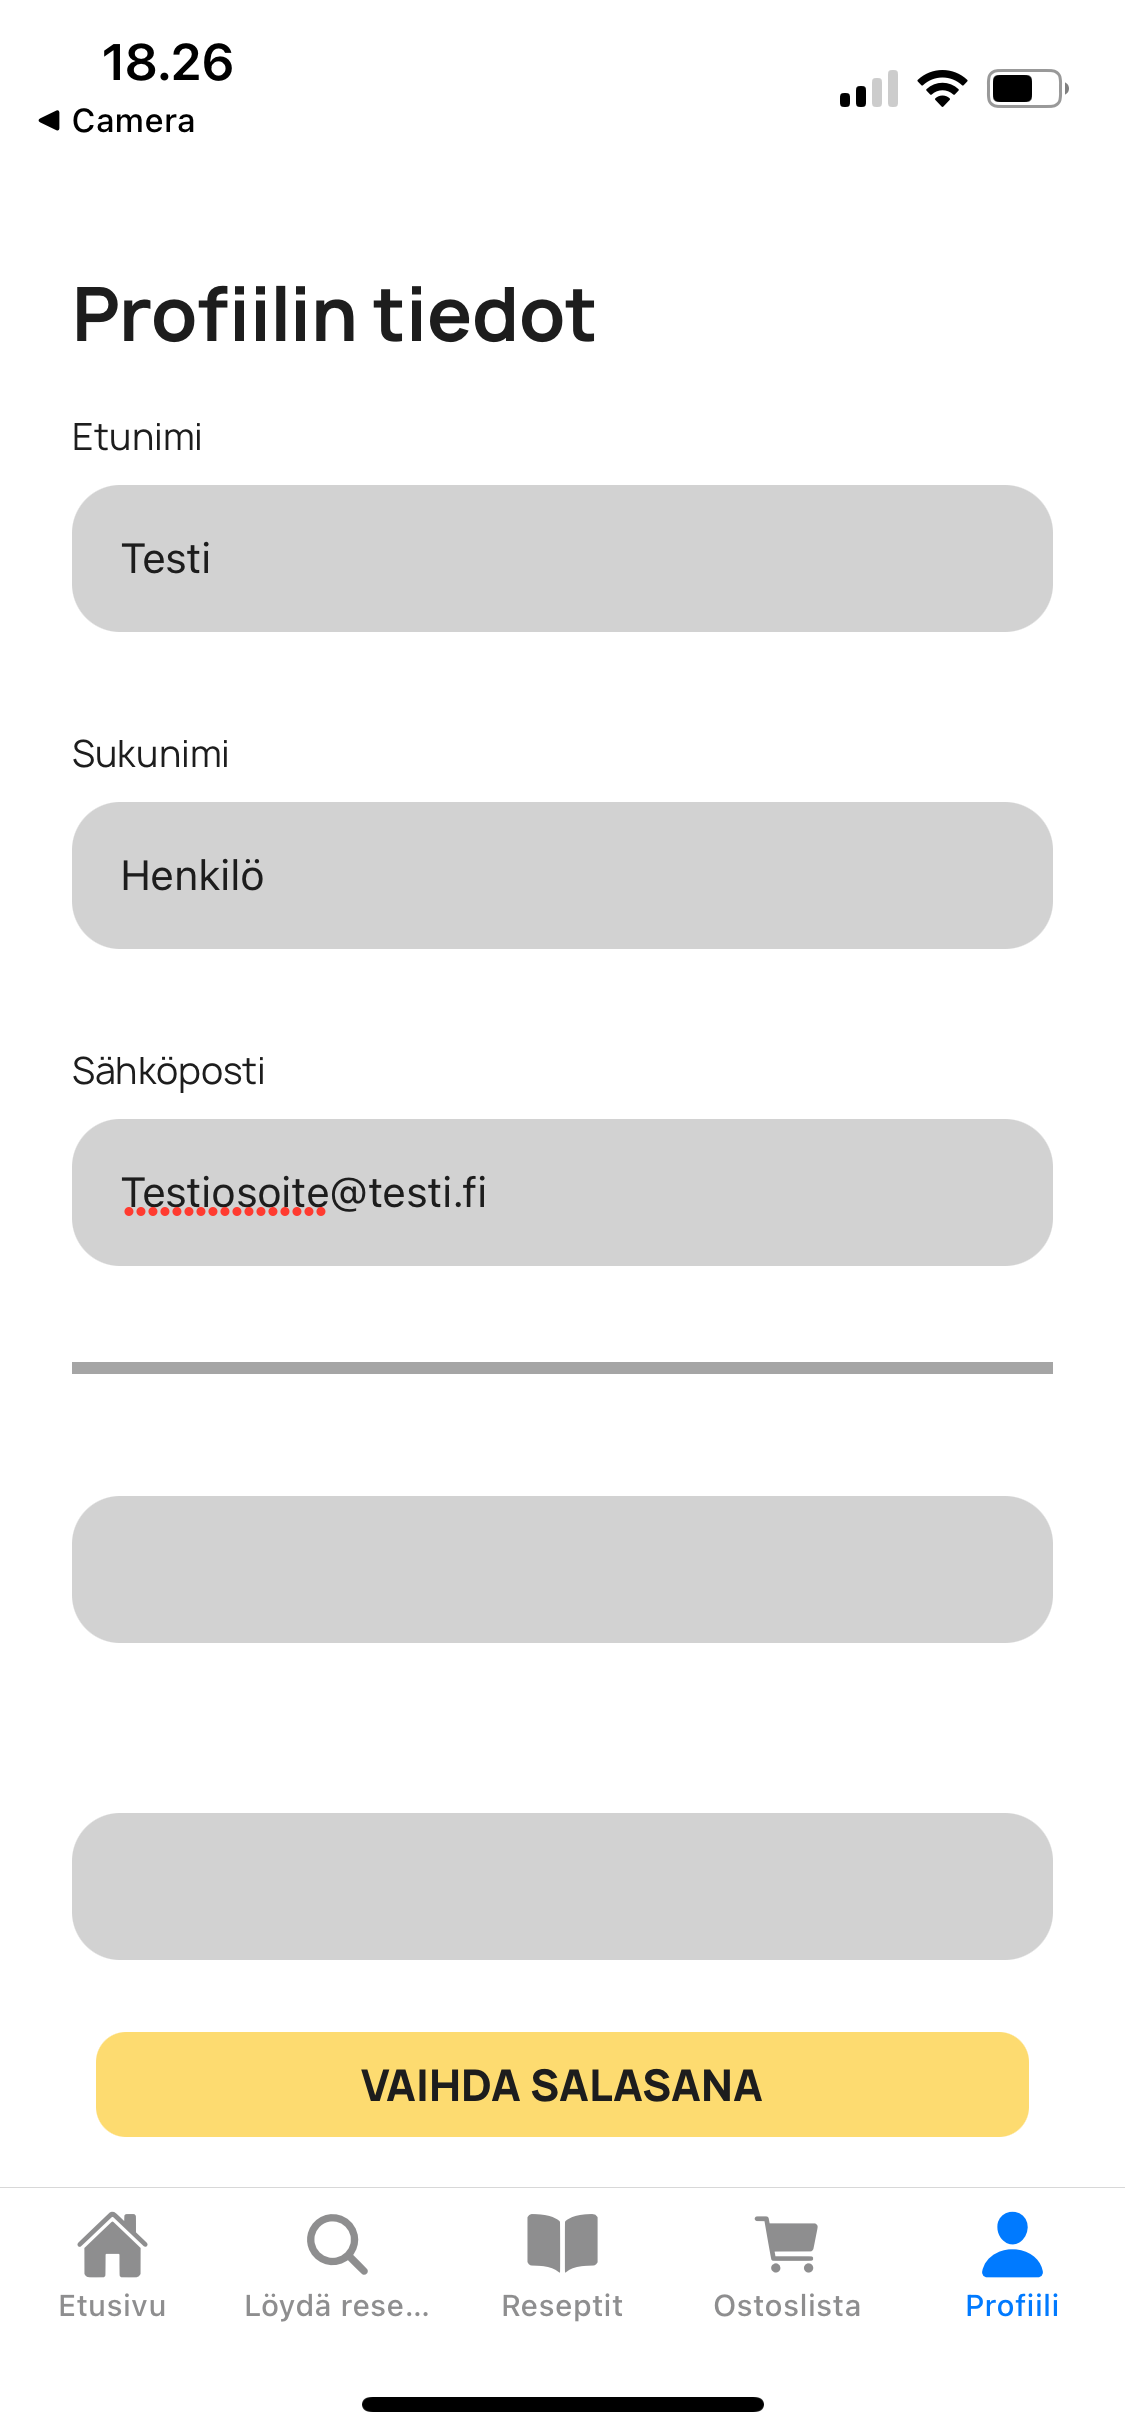 18.26
◀ Camera
Profiilin tiedot
Etunimi
Testi
Sukunimi
Henkilö
Sähköposti
Testiosoite@testi.fi
VAIHDA SALASANA
Etusivu
Löydä rese...
Reseptit
Ostoslista
Profiili